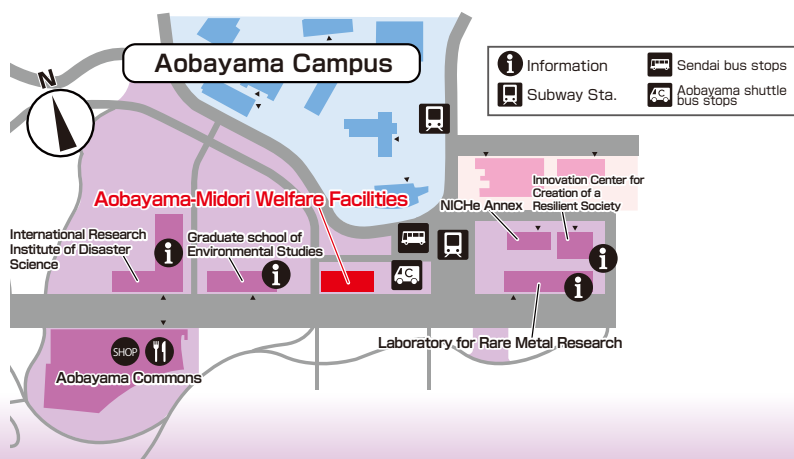 Aobayama Campus
N
Information
Sendai bus stops
Subway Sta.
Aobayama shuttle
bus stops
Aobayama-Midori Welfare Facilities
NICHe Annex
Innovation Center for
Creation of a
Resilient Society
International Research
Institute of Disaster
Science
Graduate school of
Environmental Studies
C
C
Laboratory for Rare Metal Research
SHOP
Aobayama Commons